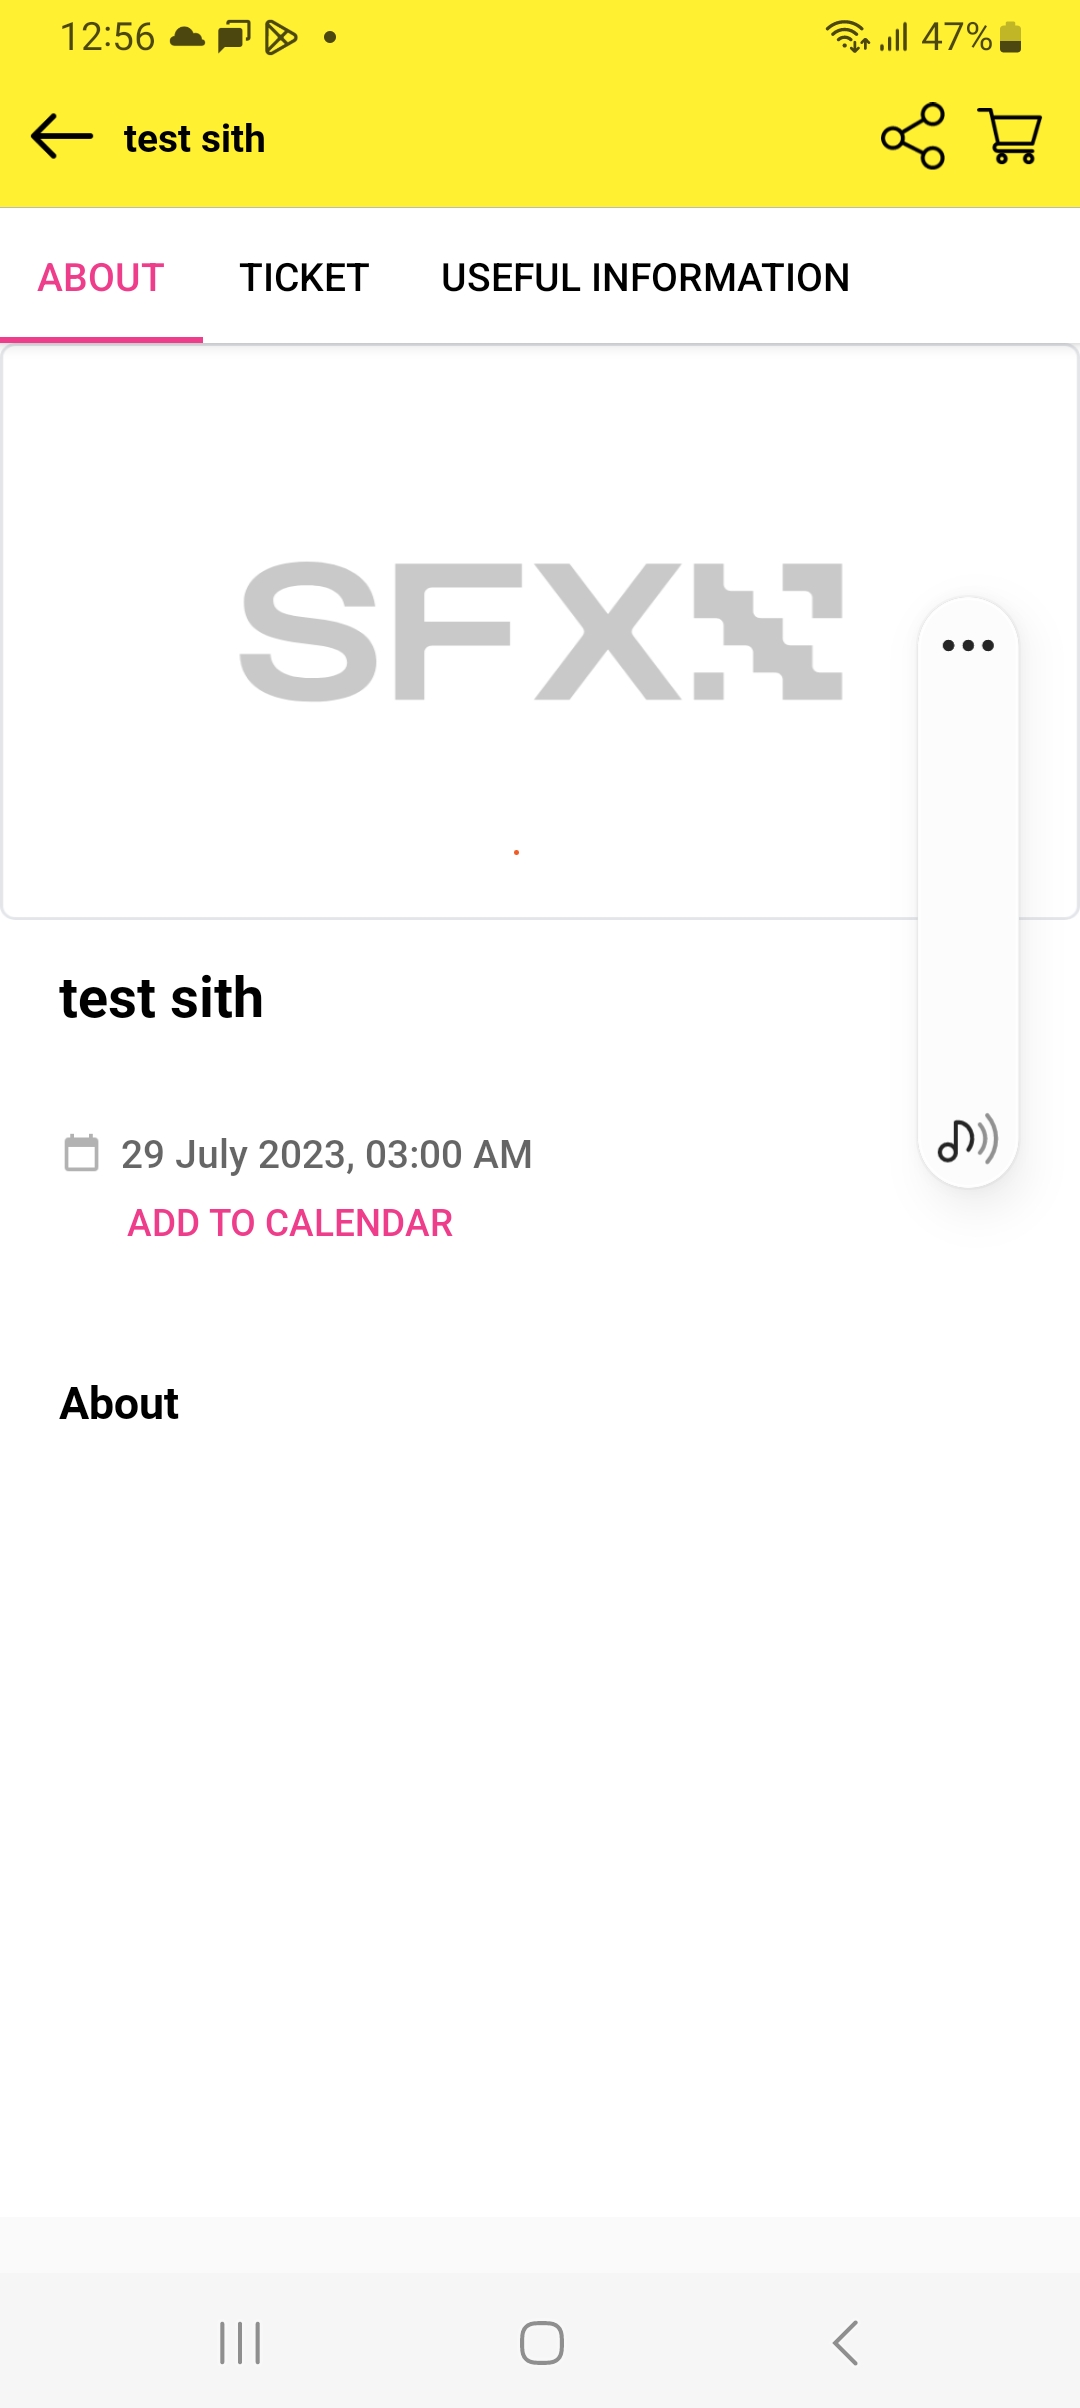 12:56
47%
test sith
ABOUT TICKET USEFUL INFORMATION
SFX
test sith
29 July 2023, 03:00 AM
ADD TO CALENDAR
About